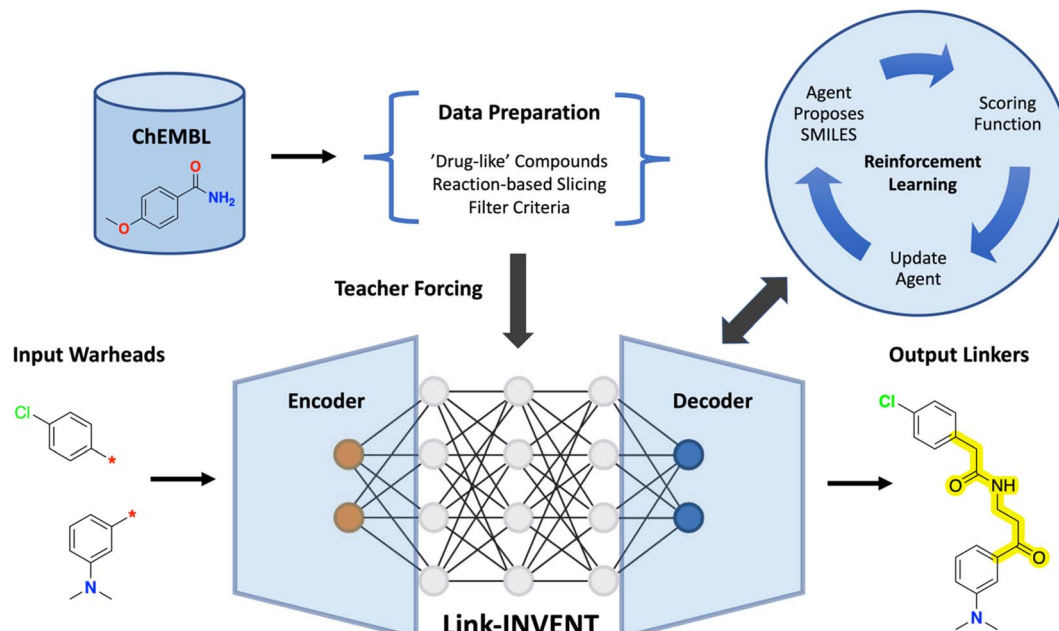 ChEMBL
O
NH2
O
Data Preparation
'Drug-like' Compounds
Reaction-based Slicing
Filter Criteria
Agent
Proposes
SMILES
Scoring
Function
Reinforcement
Learning
Update
Agent
Teacher Forcing
Input Warheads
Cl
*
*
N
Encoder
Decoder
Link-INVENT
Output Linkers
Cl
O
NH
O
N